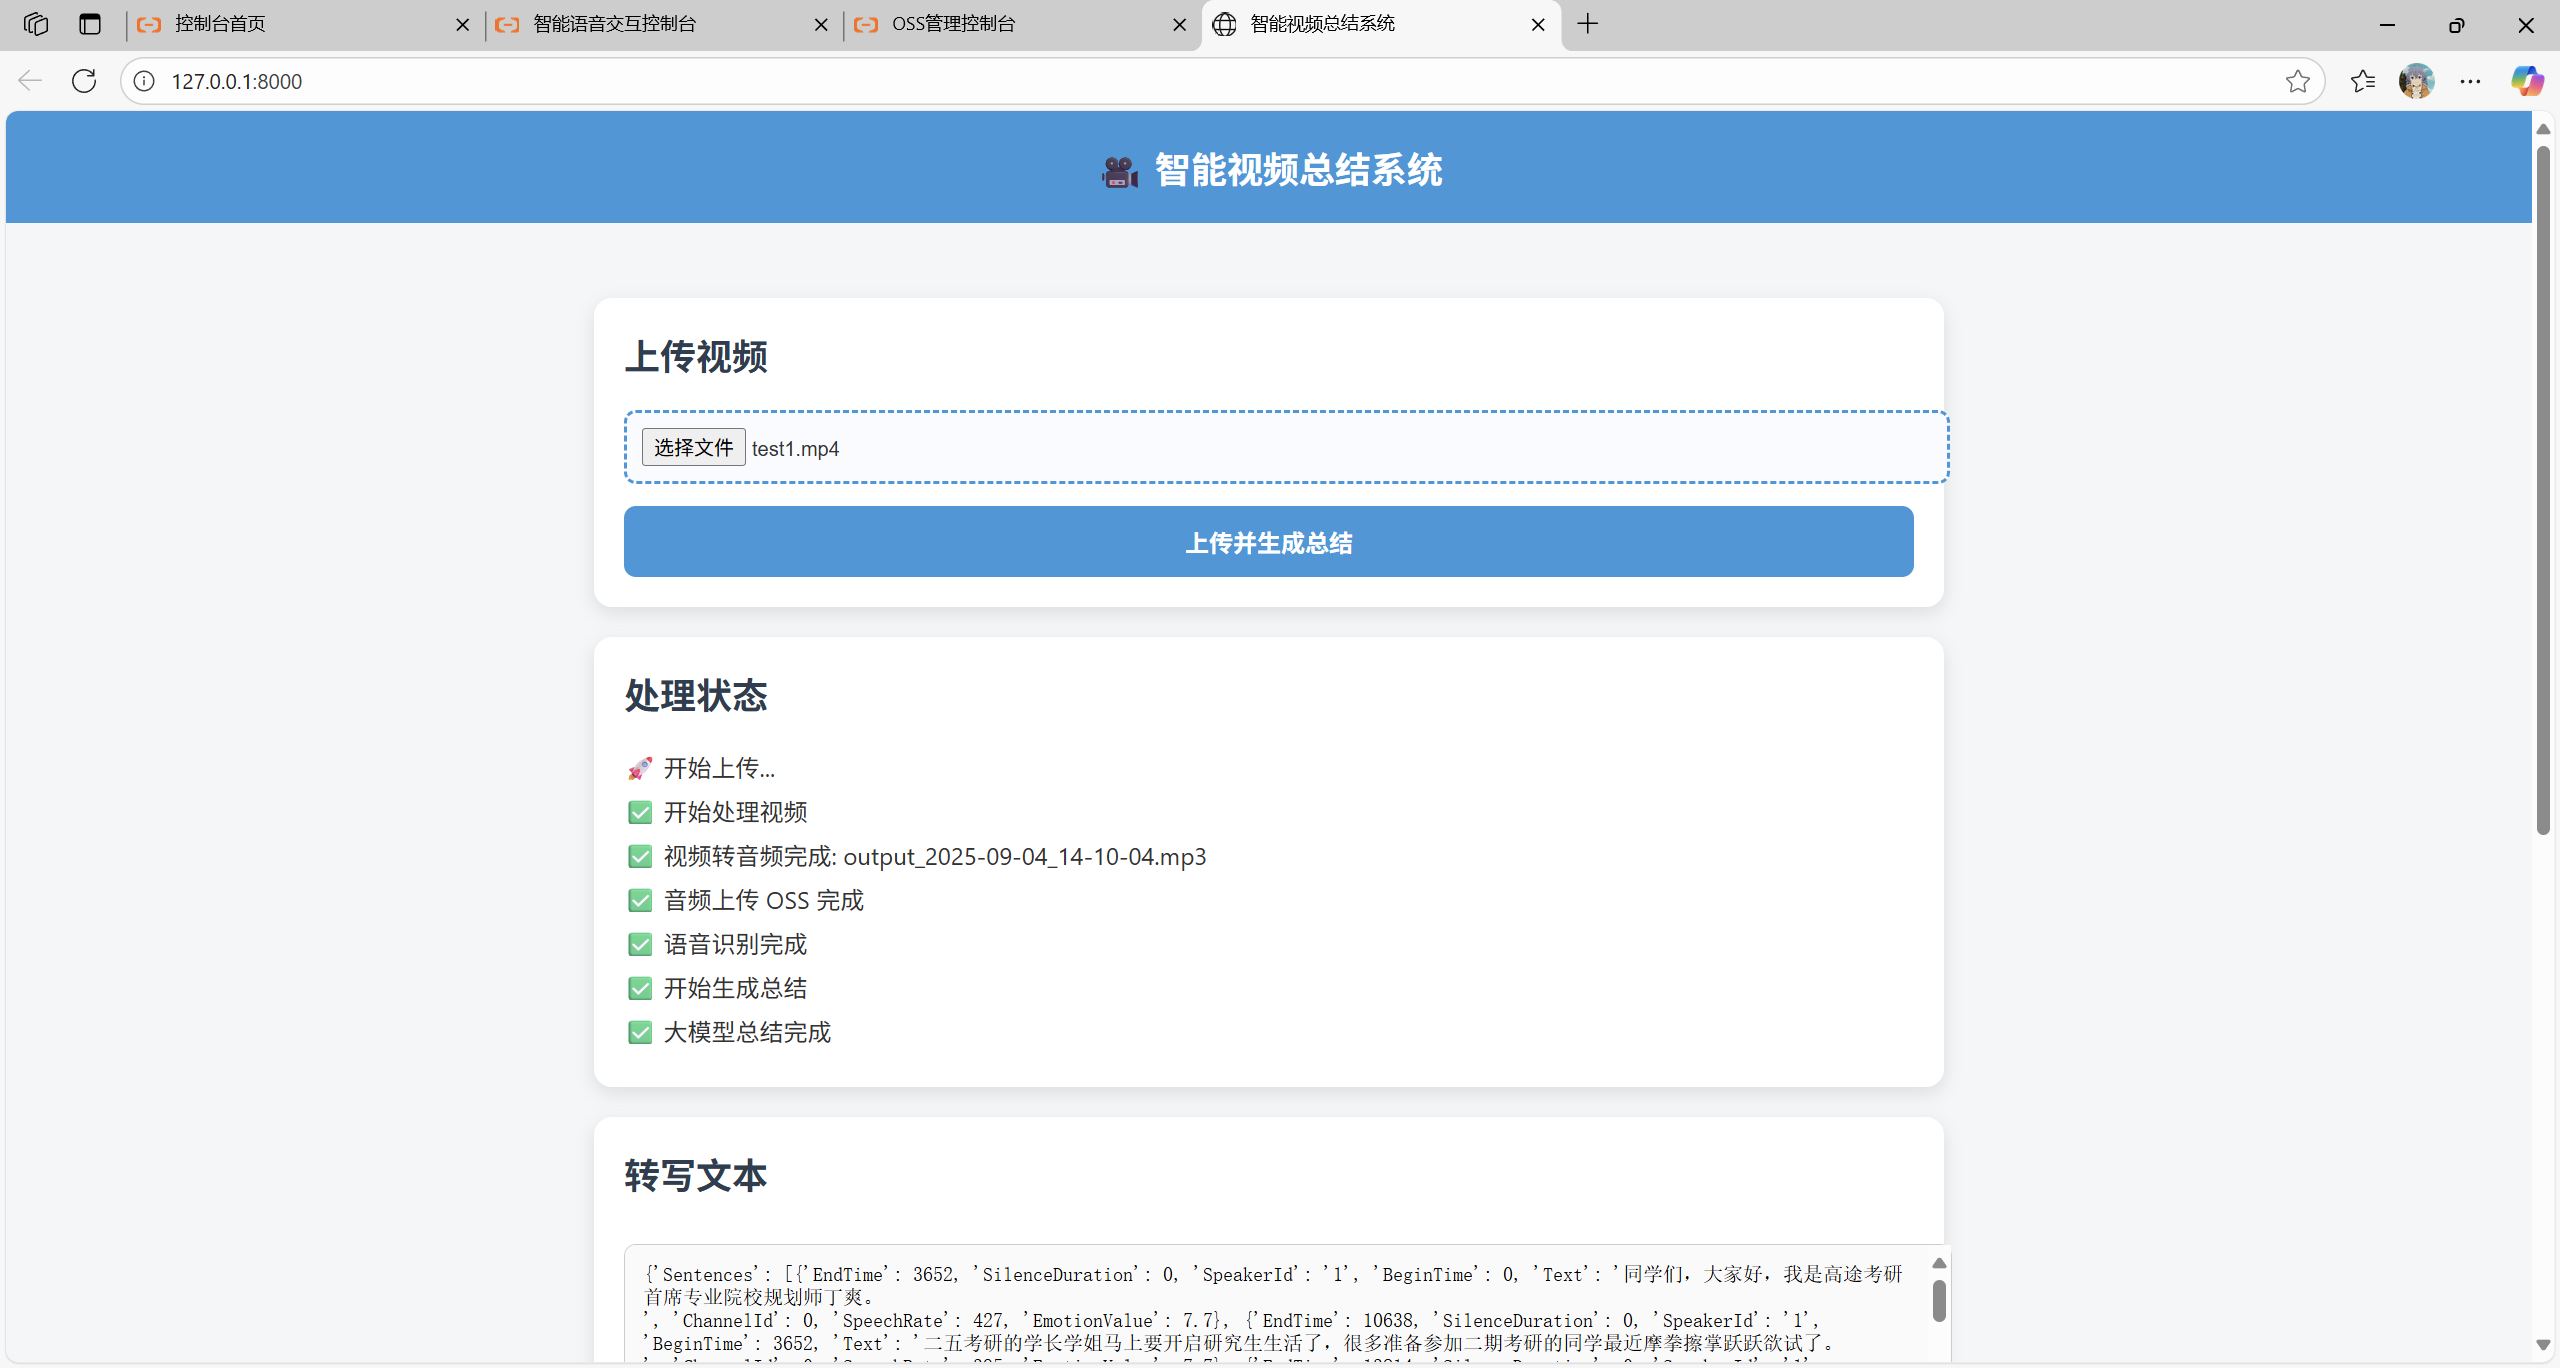 控制台首页
智能语音交互控制台
OSS管理控制台
智能视频总结系统
127.0.0.1:8000
智能视频总结系统
上传视频
选择文件 test1.mp4
上传并生成总结
处理状态
开始上传...
开始处理视频
视频转音频完成: output_2025-09-04_14-10-04.mp3
音频上传 OSS 完成
语音识别完成
开始生成总结
大模型总结完成
转写文本
{'Sentences': [{'EndTime': 3652, 'SilenceDuration': 0, 'SpeakerId': '1', 'BeginTime': 0, 'Text': '同学们，大家好，我是高途考研
首席专业院校规划师丁爽。
', 'ChannelId': 0, 'SpeechRate': 427, 'EmotionValue': 7.7}, {'EndTime': 10638, 'SilenceDuration': 0, 'SpeakerId': '1',
'BeginTime': 3652, 'Text': '二五考研的学长学姐马上要开启研究生生活了，很多准备参加二期考研的同学最近摩拳擦掌跃跃欲试了。